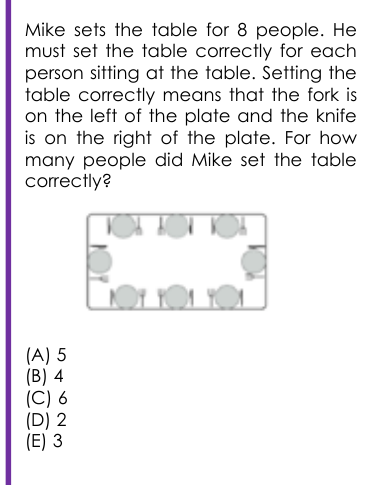 Mike sets the table for 8 people. He
must set the table correctly for each
person sitting at the table. Setting the
table correctly means that the fork is
on the left of the plate and the knife
is on the right of the plate. For how
many people did Mike set the table
correctly?
(A) 5
(B) 4
(C) 6
(D) 2
(E) 3